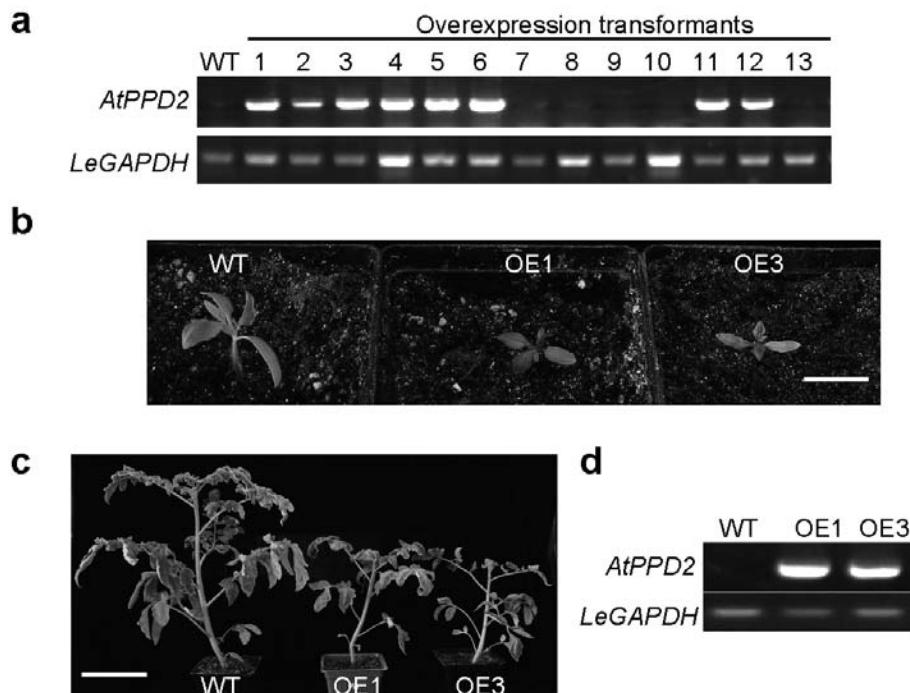 a
Overexpression transformants
WT 1 2 3 4 5 6 7 8 9 10 11 12 13
AtPPD2
LeGAPDH
b
WT OE1 OE3
c
WT OE1 OE3
d
WT OE1 OE3
AtPPD2
LeGAPDH